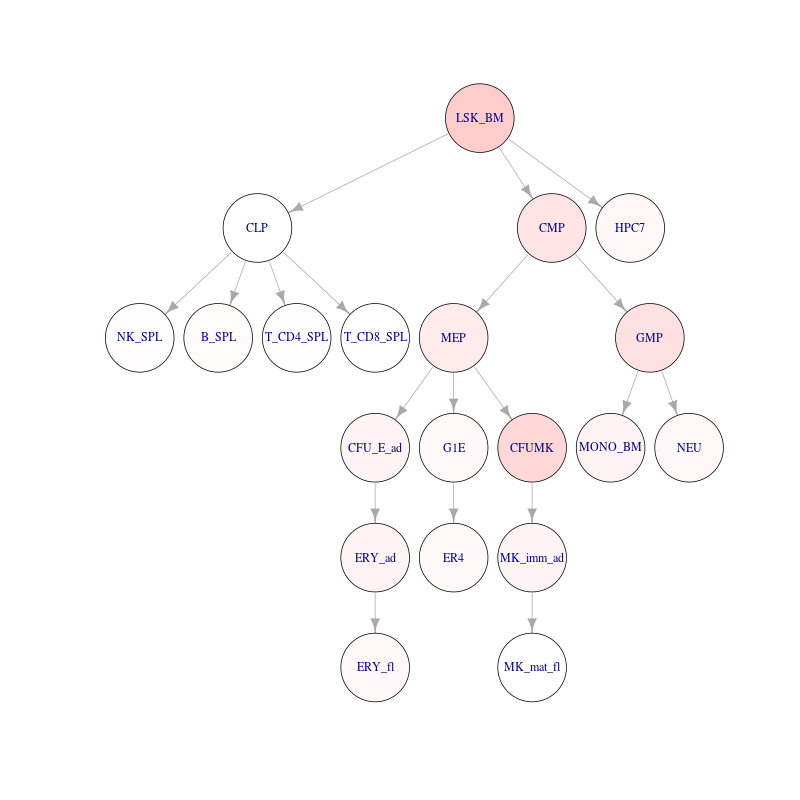 LSK_BM
CLP
CMP
HPC7
NK_SPL
B_SPL
T_CD4_SPL
T_CD8_SPL
MEP
GMP
CFU_E_ad
G1E
CFUMK
MONO_BM
NEU
ERY_ad
ER4
MK_imm_ad
ERY_fl
MK_mat_fl